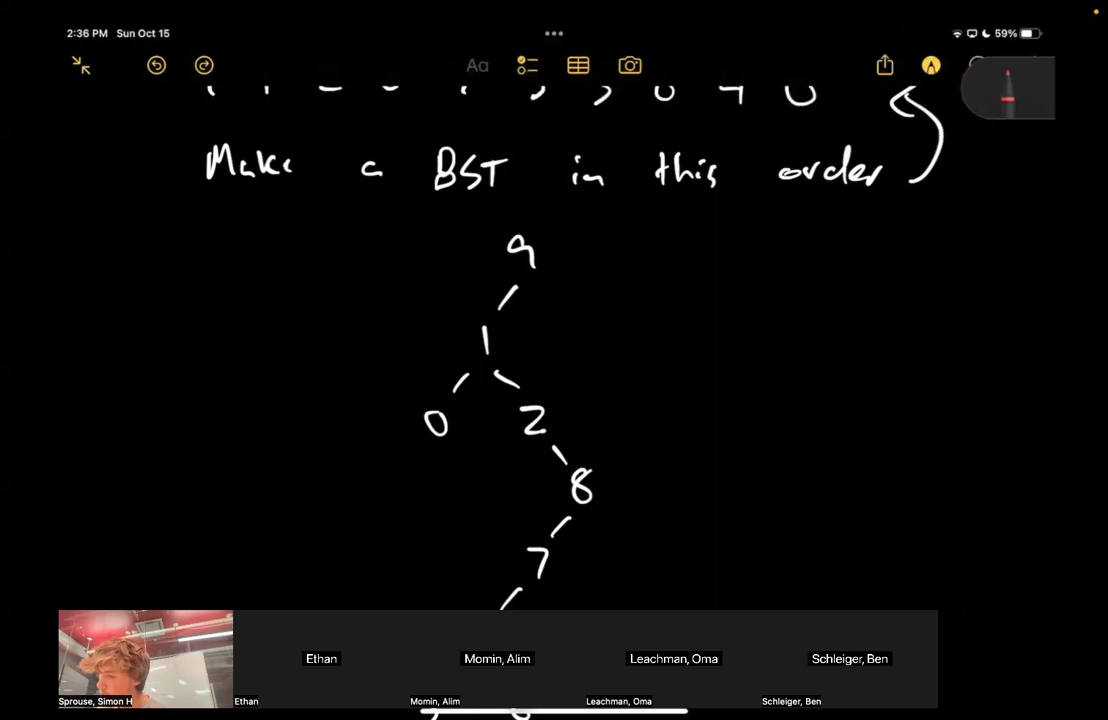 2:36 PM Sun Oct 15
59%
Aa
Make a BST in this order
9
1
0 2
8
7
Ethan
Momin, Alim
Leachman, Oma
Schleiger, Ben
Sprouse, Simon H
Ethan
Momin, Alim
Leachman, Oma
Schleiger, Ben